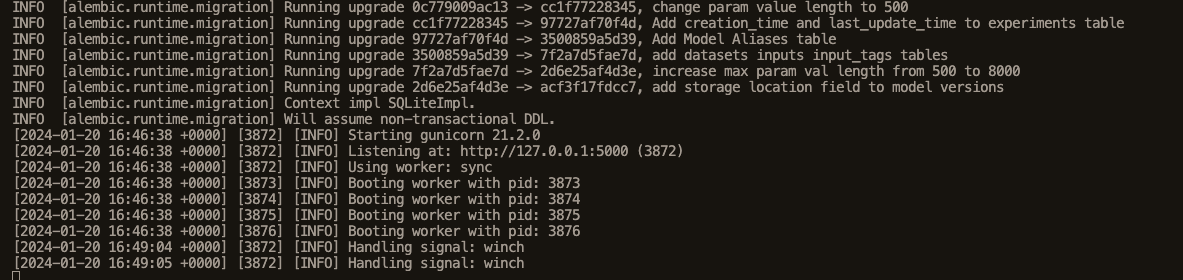 INFO  [alembic.runtime.migration] Running upgrade 0c779009ac13 -> cc1f77228345, change param value length to 500
INFO  [alembic.runtime.migration] Running upgrade cc1f77228345 -> 97727af70f4d, Add creation_time and last_update_time to experiments table
INFO  [alembic.runtime.migration] Running upgrade 97727af70f4d -> 3500859a5d39, Add Model Aliases table
INFO  [alembic.runtime.migration] Running upgrade 3500859a5d39 -> 7f2a7d5fae7d, add datasets inputs input_tags tables
INFO  [alembic.runtime.migration] Running upgrade 7f2a7d5fae7d -> 2d6e25af4d3e, increase max param val length from 500 to 8000
INFO  [alembic.runtime.migration] Running upgrade 2d6e25af4d3e -> acf3f17fdcc7, add storage location field to model versions
INFO  [alembic.runtime.migration] Context impl SQLiteImpl.
INFO  [alembic.runtime.migration] Will assume non-transactional DDL.
[2024-01-20 16:46:38 +0000] [3872] [INFO] Starting gunicorn 21.2.0
[2024-01-20 16:46:38 +0000] [3872] [INFO] Listening at: http://127.0.0.1:5000 (3872)
[2024-01-20 16:46:38 +0000] [3872] [INFO] Using worker: sync
[2024-01-20 16:46:38 +0000] [3873] [INFO] Booting worker with pid: 3873
[2024-01-20 16:46:38 +0000] [3874] [INFO] Booting worker with pid: 3874
[2024-01-20 16:46:38 +0000] [3875] [INFO] Booting worker with pid: 3875
[2024-01-20 16:46:38 +0000] [3876] [INFO] Booting worker with pid: 3876
[2024-01-20 16:49:04 +0000] [3872] [INFO] Handling signal: winch
[2024-01-20 16:49:05 +0000] [3872] [INFO] Handling signal: winch